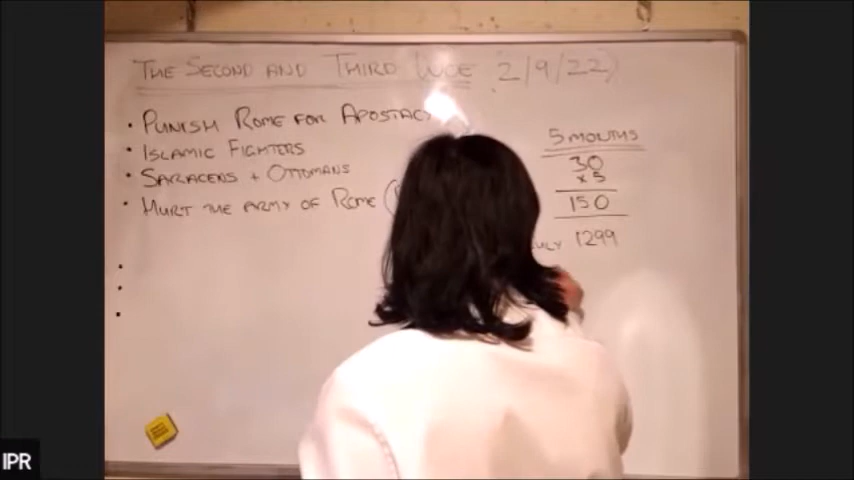 THE SECOND AND THIRD WOE 2/9/22)
• PUNISH ROME FOR APOSTACY
• ISLAMIC FIGHTERS
• SARACENS + OTTOMANS
• HURT THE ARMY OF ROME (
•
•
•
5 MONTHS
30
x 5
150
1299
IPR